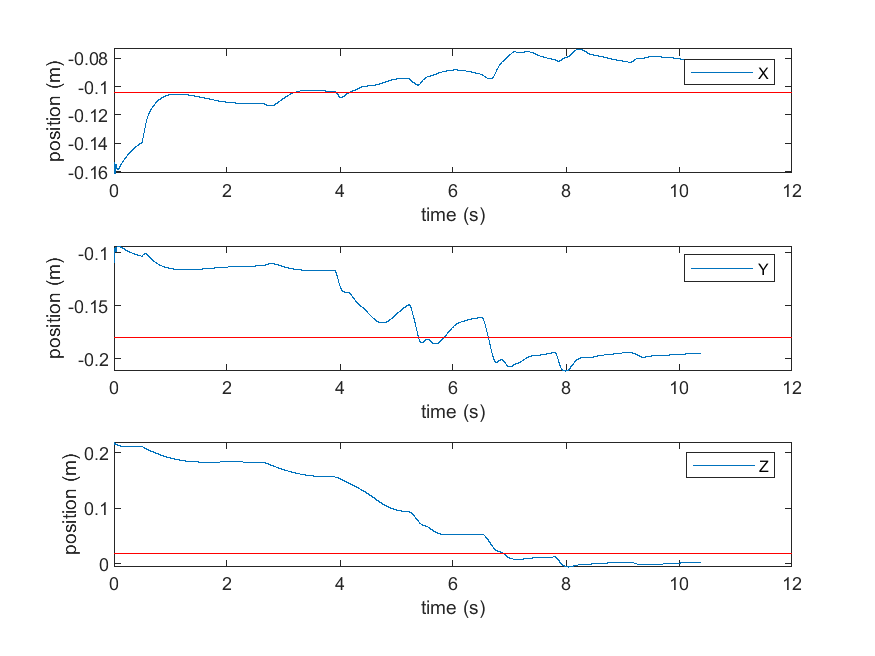 -0.08
-0.1
-0.12
-0.14
-0.16
position (m)
X
0 2 4 6 8 10 12
time (s)
-0.1
-0.15
-0.2
position (m)
Y
0 2 4 6 8 10 12
time (s)
0.2
0.1
0
position (m)
Z
0 2 4 6 8 10 12
time (s)